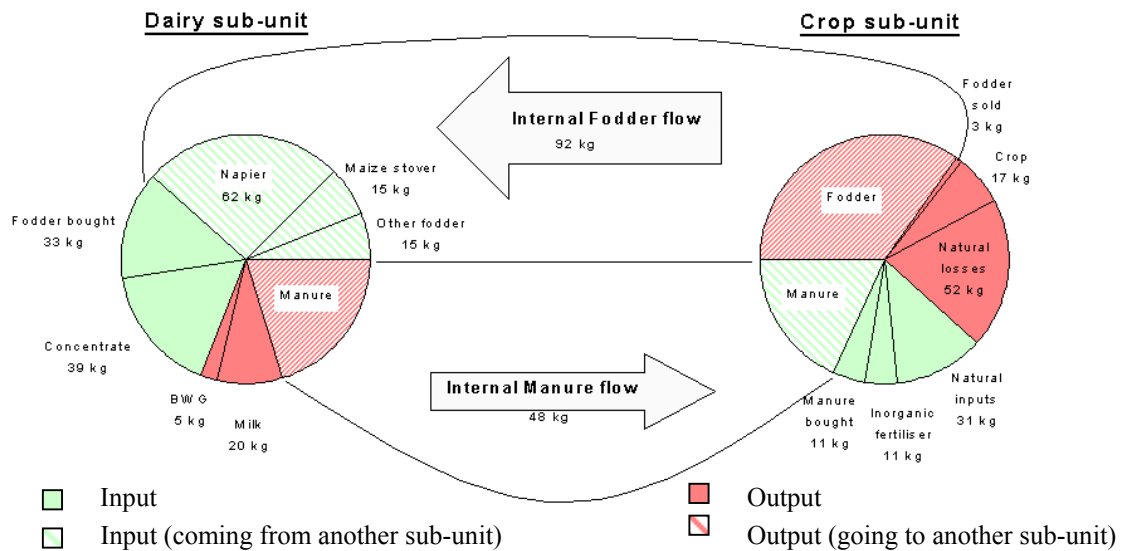 Dairy sub-unit
Crop sub-unit
Internal Fodder flow
92 kg
Fodder
sold
3 kg
Crop
17 kg
Napier
62 kg
Maize stover
15 kg
Other fodder
15 kg
Fodder bought
33 kg
Manure
Concentrate
39 kg
BWG
5 kg
Milk
20 kg
Fodder
Natural
losses
52 kg
Manure
Internal Manure flow
48 kg
Manure
bought
11 kg
Inorganic
fertiliser
11 kg
Natural
inputs
31 kg
Input
Input (coming from another sub-unit)
Output
Output (going to another sub-unit)